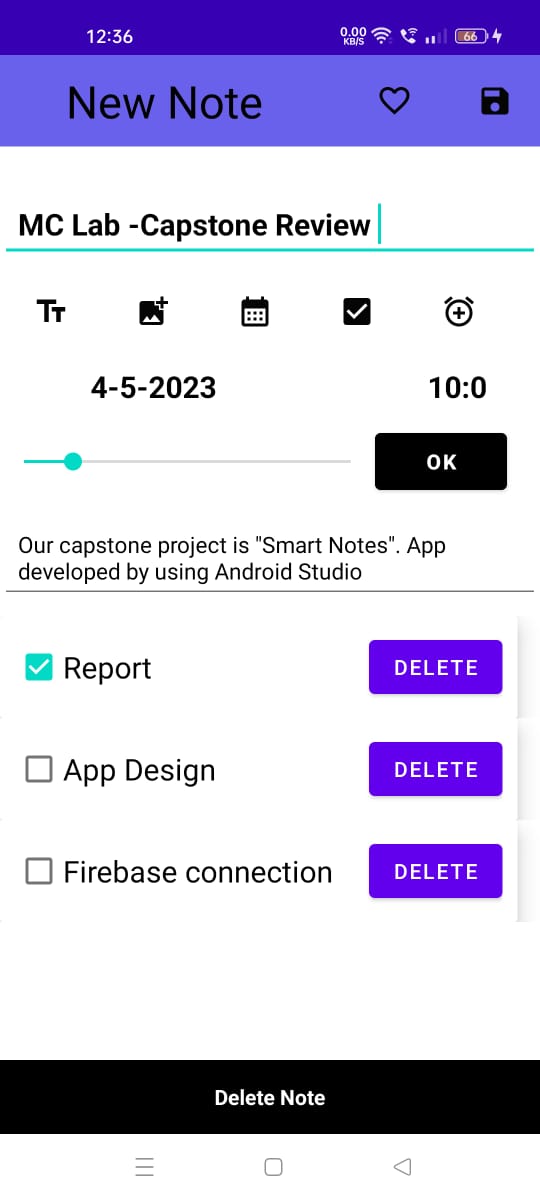 12:36
0.00 KB/S
66
New Note
MC Lab -Capstone Review
TT
4-5-2023
10:0
OK
Our capstone project is "Smart Notes". App
developed by using Android Studio
Report
DELETE
App Design
DELETE
Firebase connection
DELETE
Delete Note